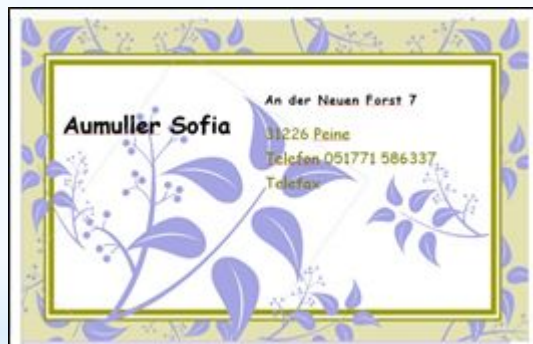 Aumuller Sofia
An der Neuen Forst 7
31226 Peine
Telefon 051771 586337
Telefax